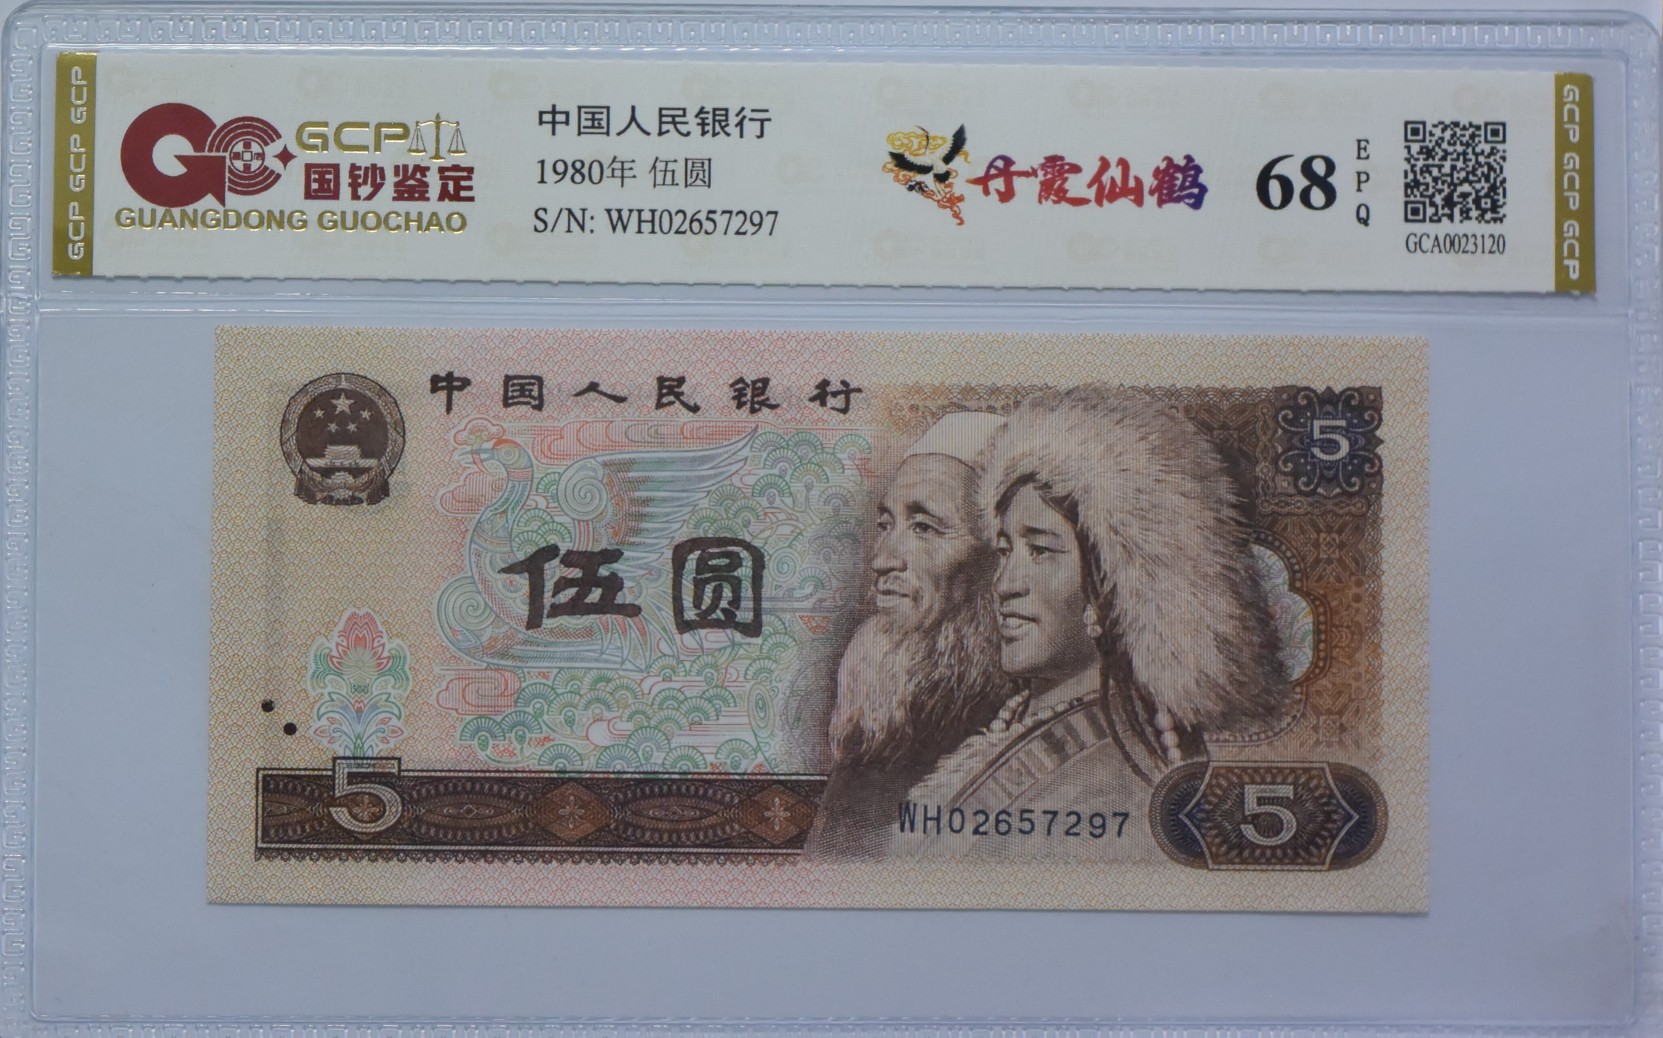 GCP GCP GCP
GCP
国钞鉴定
GUANGDONG GUOCHAO
中国人民银行
1980年 伍圆
S/N: WH02657297
丹霞仙鹤
68
EPQ
GCA0023120
GCP GCP GCP
中国人民银行
5
伍圆
5
WH02657297
5